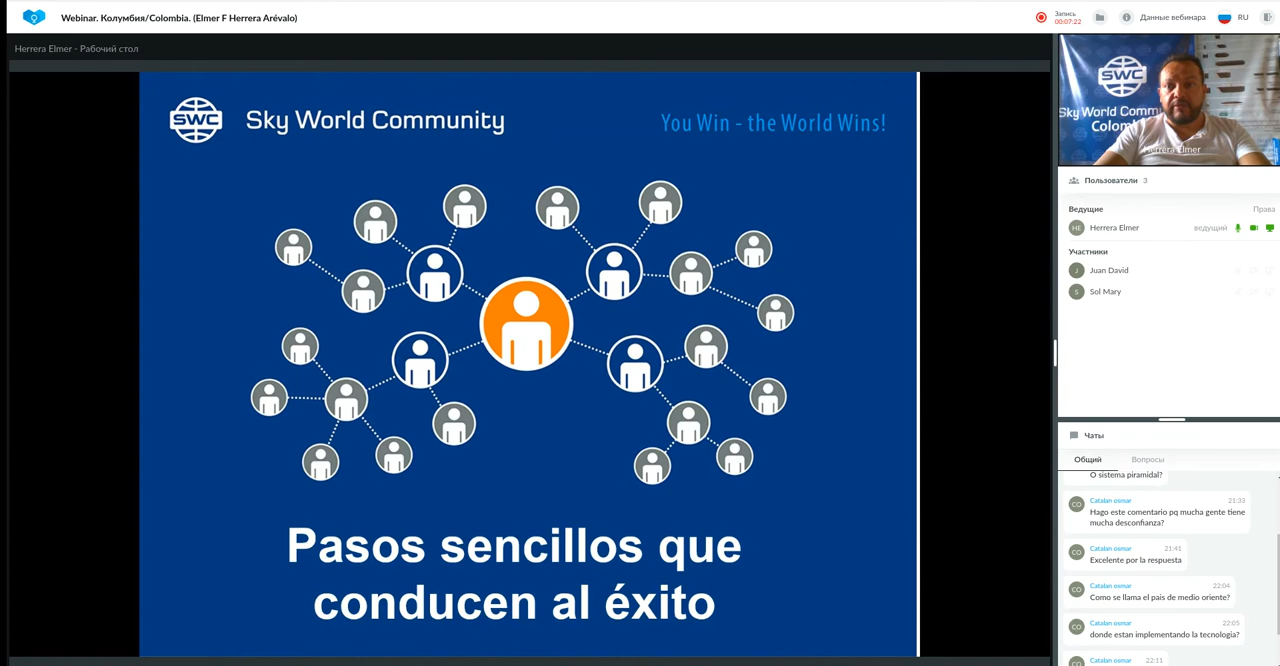 Webinar. Колумбия/Colombia. (Elmer F Herrera Arévalo)
Запись
00:07:22
Данные вебинара
RU
Herrera Elmer - Рабочий стол
SWC
Sky World Community
You Win - the World Wins!
Pasos sencillos que
conducen al éxito
SWC
Sky World Comm
Colom
Herrera Elmer
Пользователи 3
Ведущие
Права
HE
Herrera Elmer
ведущий
Участники
J
Juan David
S
Sol Mary
Чаты
Общий
Вопросы
O sistema piramidal?
CO
Catalan osmar
21:33
Hago este comentario pq mucha gente tiene
mucha desconfianza?
CO
Catalan osmar
21:41
Excelente por la respuesta
CO
Catalan osmar
22:04
Como se llama el pais de medio oriente?
CO
Catalan osmar
22:05
donde estan implementando la tecnologia?
CO
Catalan osmar
22:11